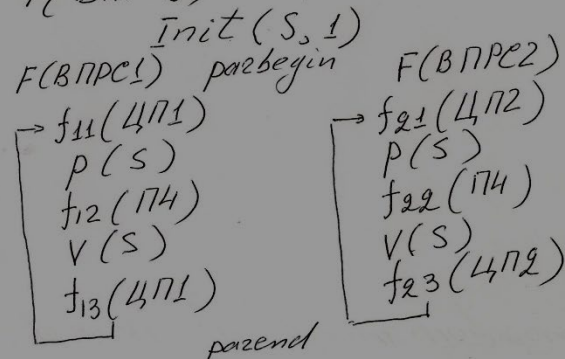 Init(S, 1)
F(ВПРС1) parbegin F(ВПРС2)
f11(ЦП1) f21(ЦП2)
P(S) P(S)
f12(П4) f22(П4)
V(S) V(S)
f13(ЦП1) f23(ЦП2)
parend